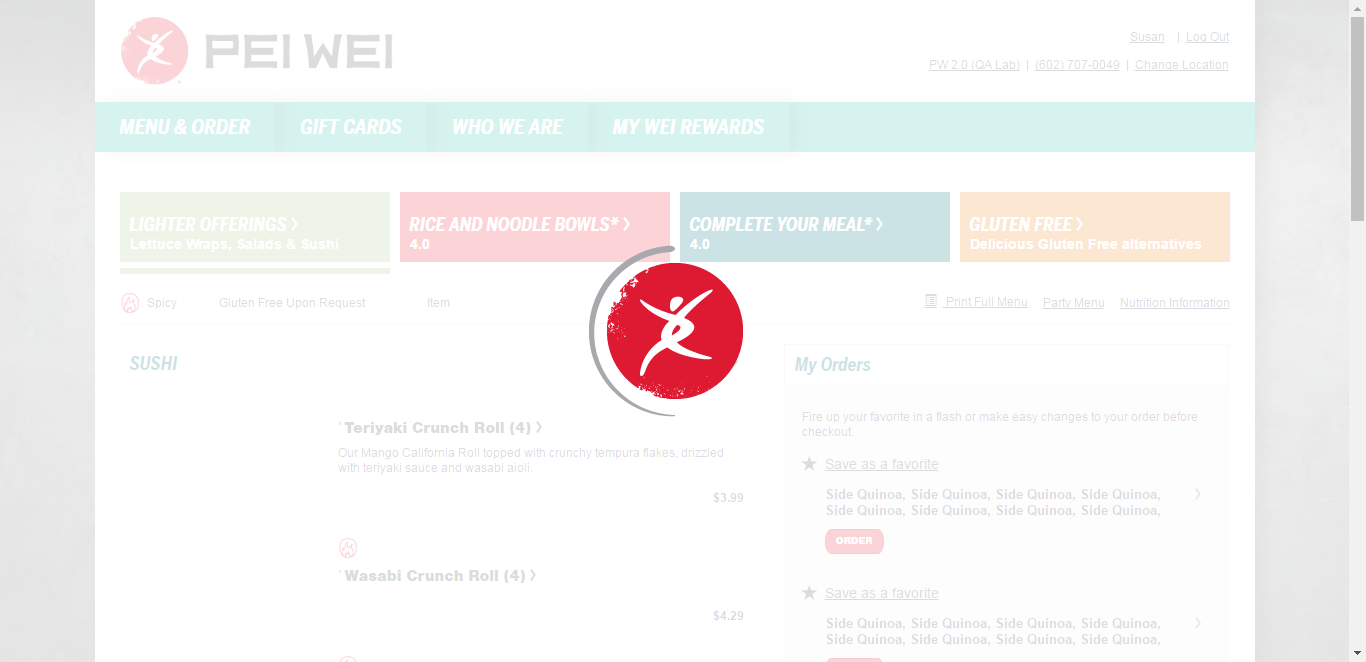 PEI WEI
Susan | Log Out
PW 2.0 (QA Lab) | (602) 707-0049 | Change Location
MENU & ORDER GIFT CARDS WHO WE ARE MY WEI REWARDS
LIGHTER OFFERINGS >
Lettuce Wraps, Salads & Sushi
RICE AND NOODLE BOWLS* >
4.0
COMPLETE YOUR MEAL* >
4.0
GLUTEN FREE >
Delicious Gluten Free alternatives
Spicy Gluten Free Upon Request Item
Print Full Menu Party Menu Nutrition Information
SUSHI
Teriyaki Crunch Roll (4) >
Our Mango California Roll topped with crunchy tempura flakes, drizzled
with teriyaki sauce and wasabi aioli.
$3.99
Wasabi Crunch Roll (4) >
$4.29
My Orders
Fire up your favorite in a flash or make easy changes to your order before
checkout.
Save as a favorite
Side Quinoa, Side Quinoa, Side Quinoa, Side Quinoa,
Side Quinoa, Side Quinoa, Side Quinoa, Side Quinoa,
ORDER
Save as a favorite
Side Quinoa, Side Quinoa, Side Quinoa, Side Quinoa,
Side Quinoa, Side Quinoa, Side Quinoa, Side Quinoa,